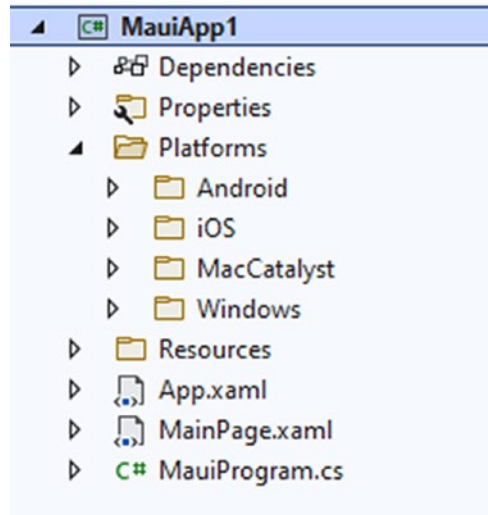 C# MauiApp1
Dependencies
Properties
Platforms
Android
iOS
MacCatalyst
Windows
Resources
App.xaml
MainPage.xaml
C# MauiProgram.cs